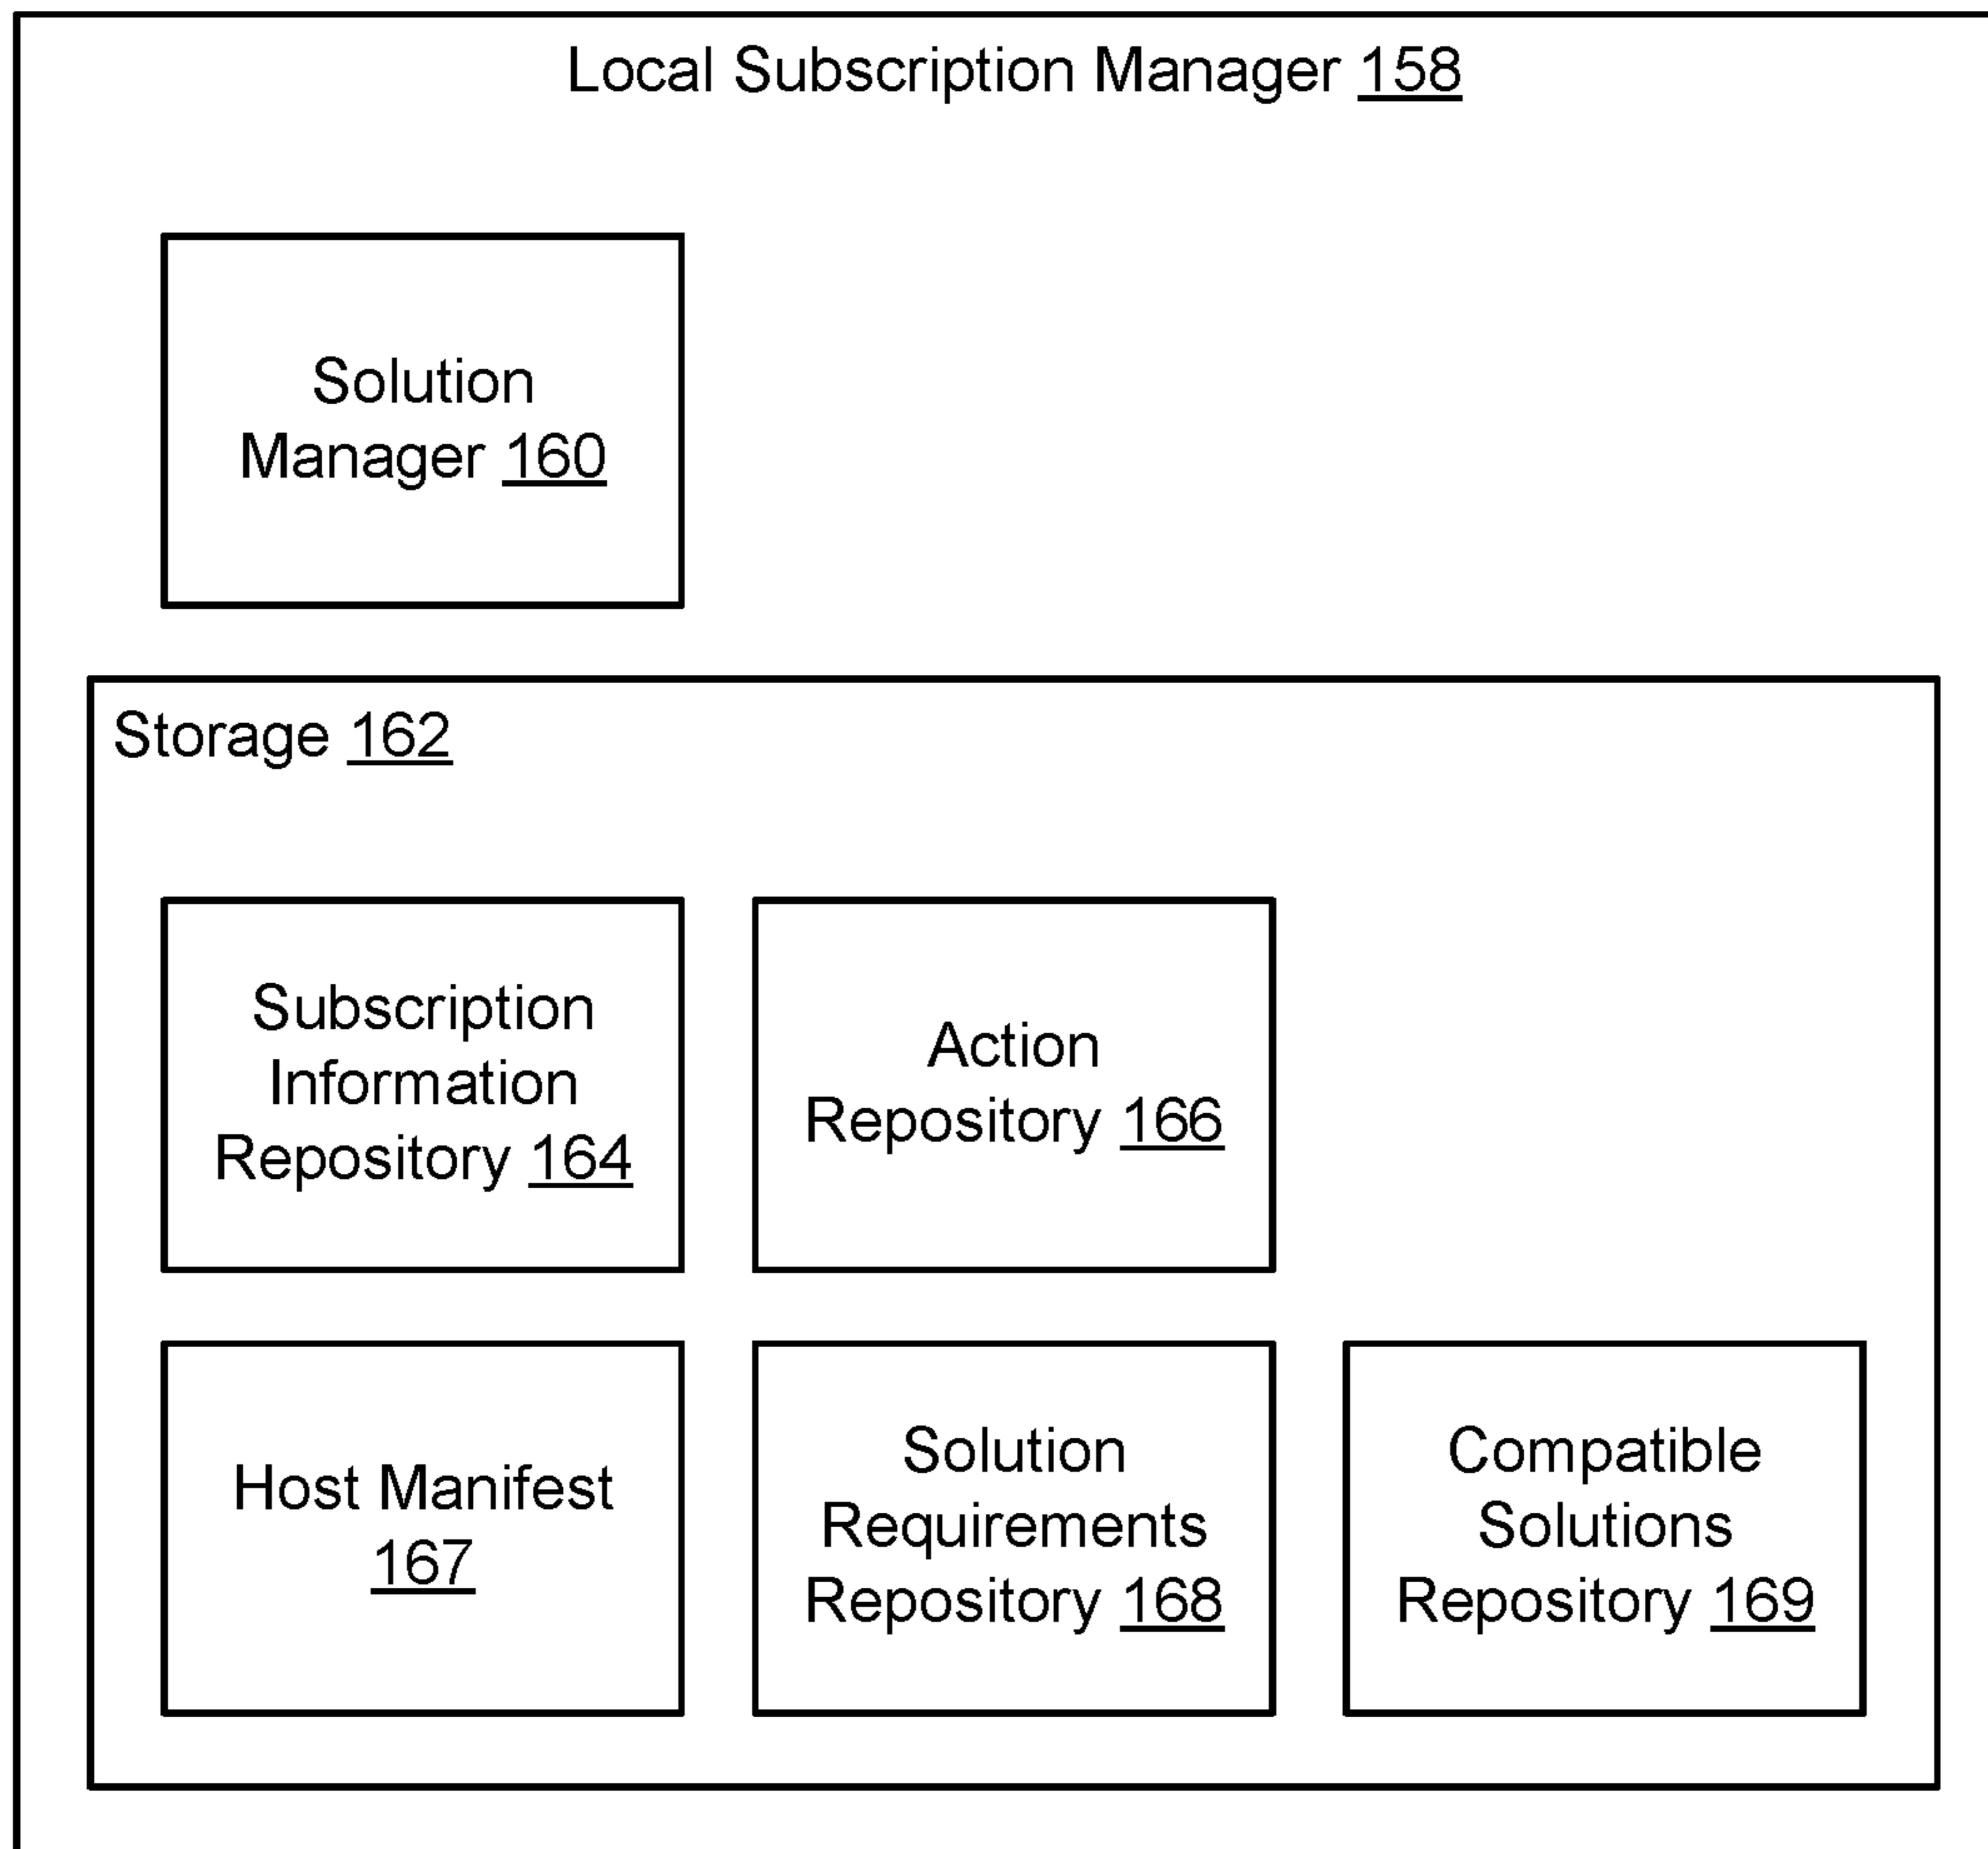 Local Subscription Manager 158
Solution
Manager 160
Storage 162
Subscription
Information
Repository 164
Action
Repository 166
Host Manifest
167
Solution
Requirements
Repository 168
Compatible
Solutions
Repository 169